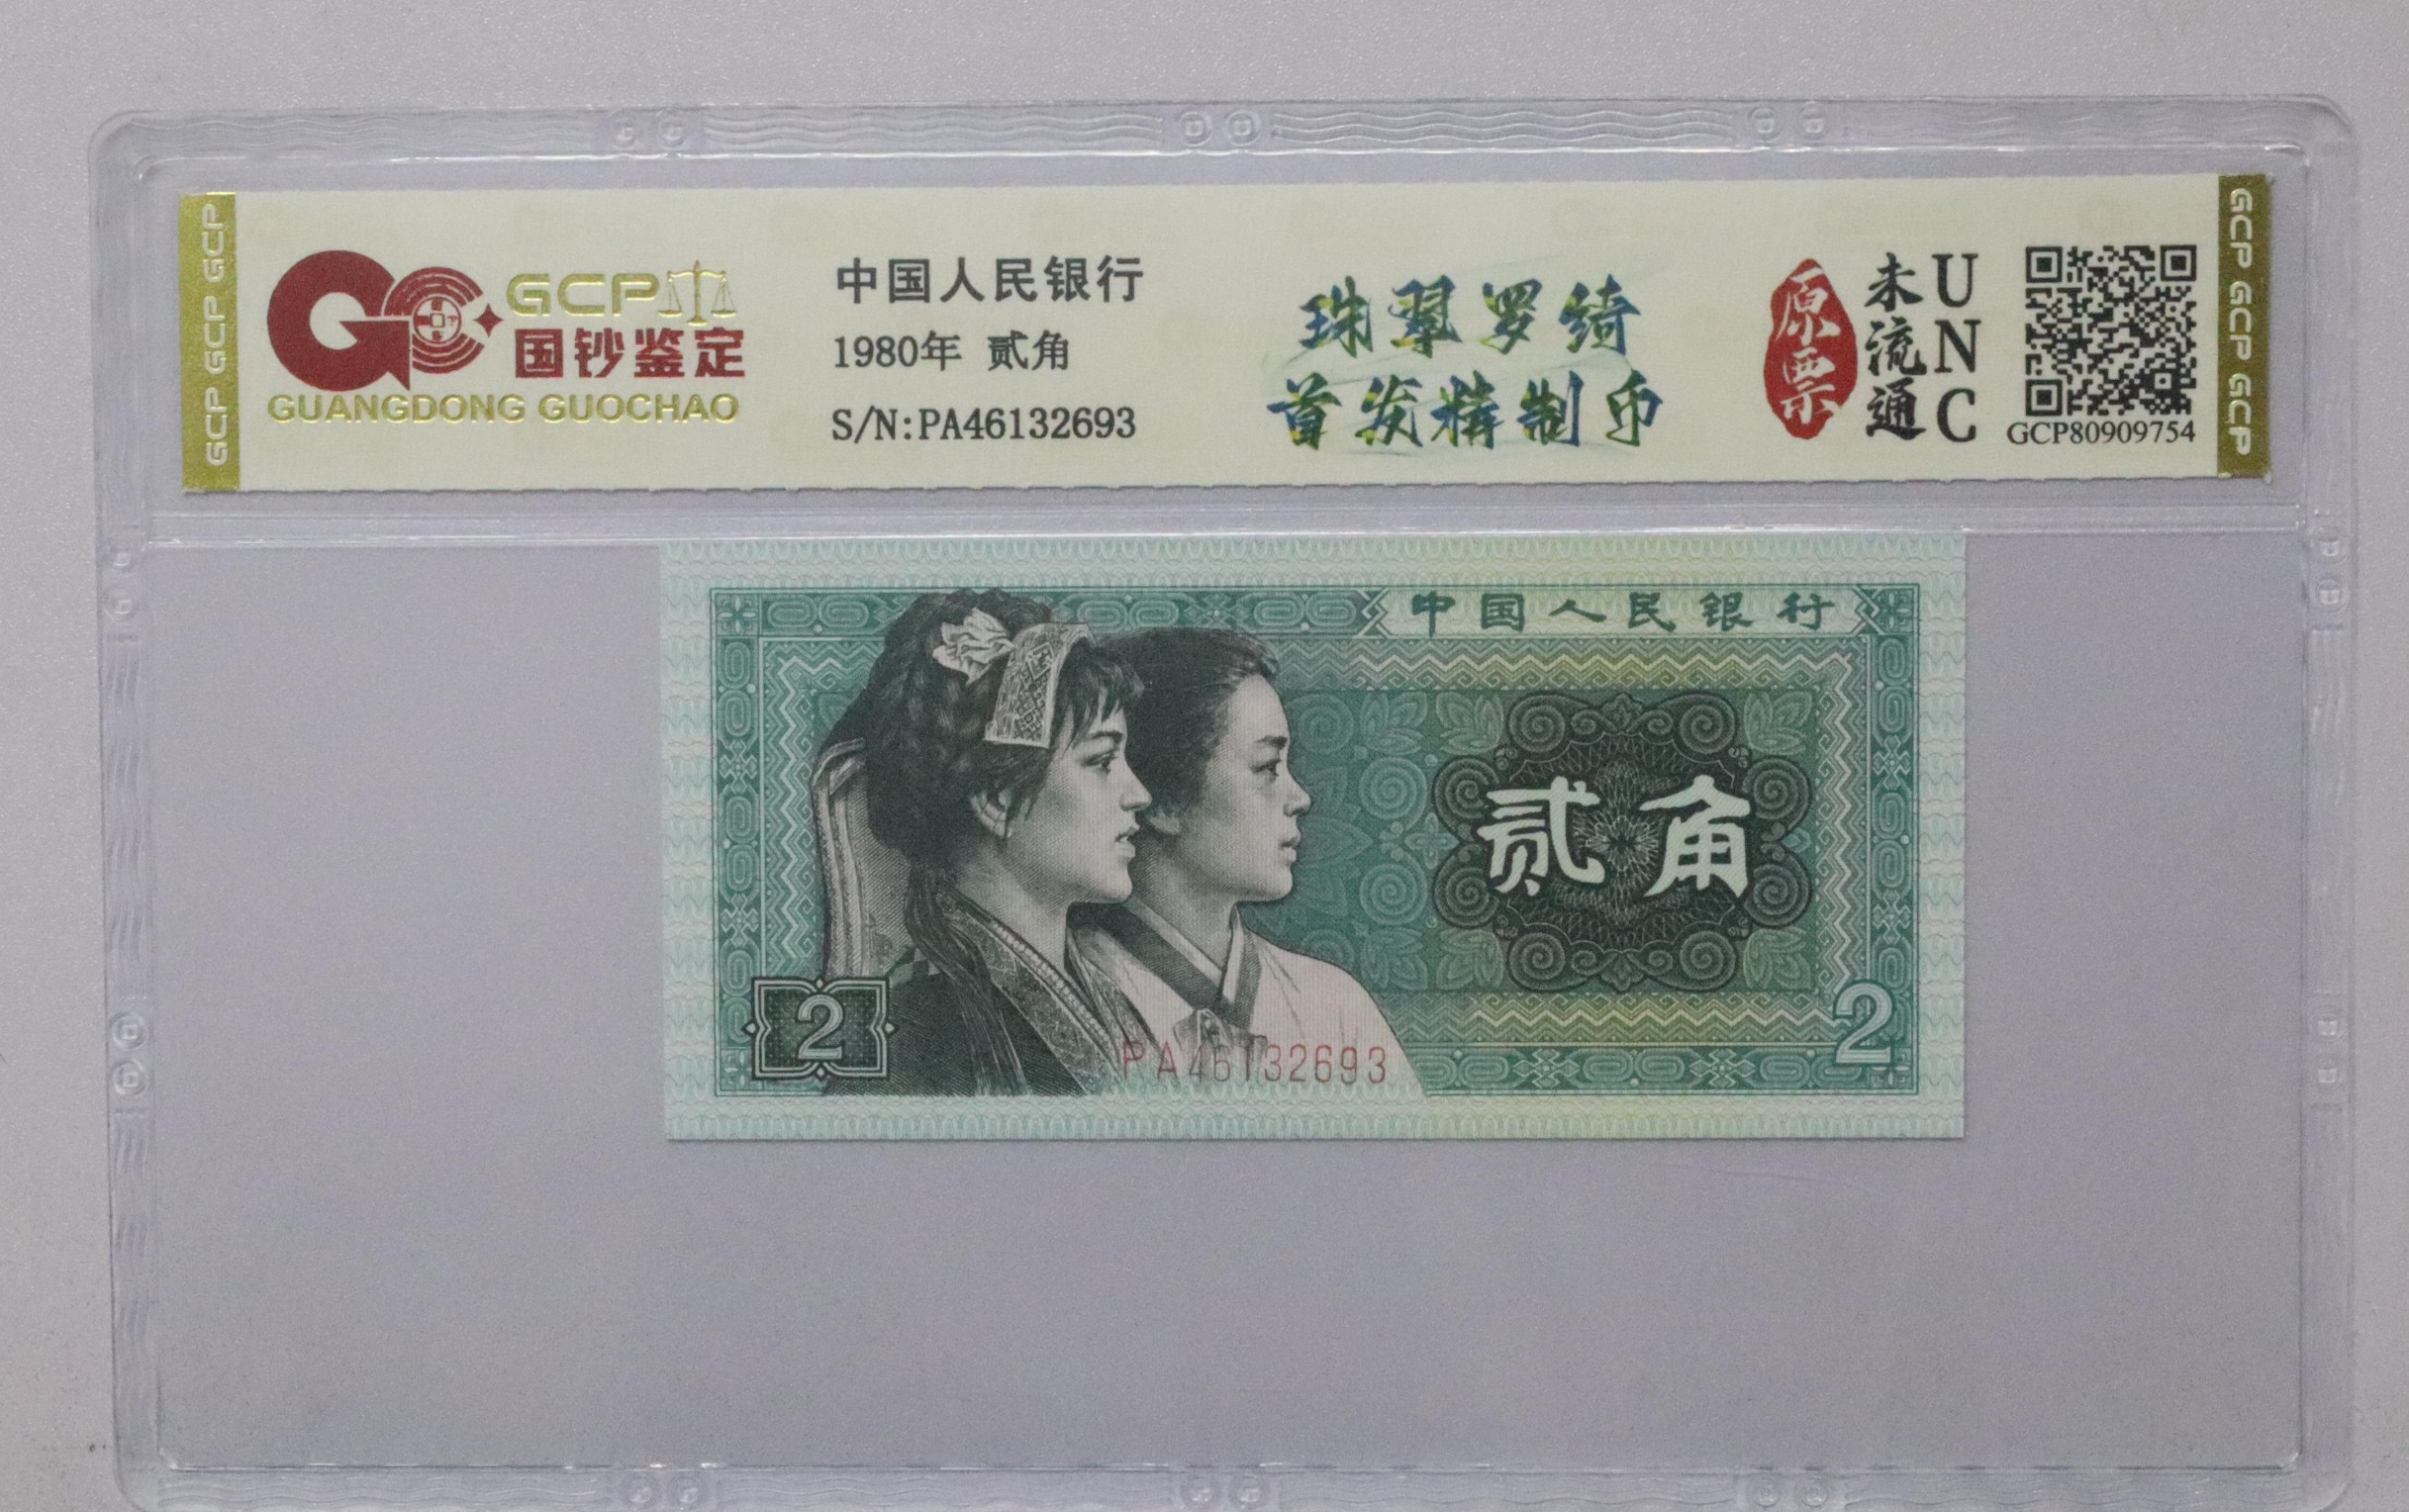 GCP GCP GCP
GCP
国钞鉴定
GUANGDONG GUOCHAO
中国人民银行
1980年 贰角
S/N:PA46132693
珠翠罗绮
首发精制币
原票
未流通
UNC
GCP80909754
GCP GCP GCP
中国人民银行
贰角
2
2
PA46132693